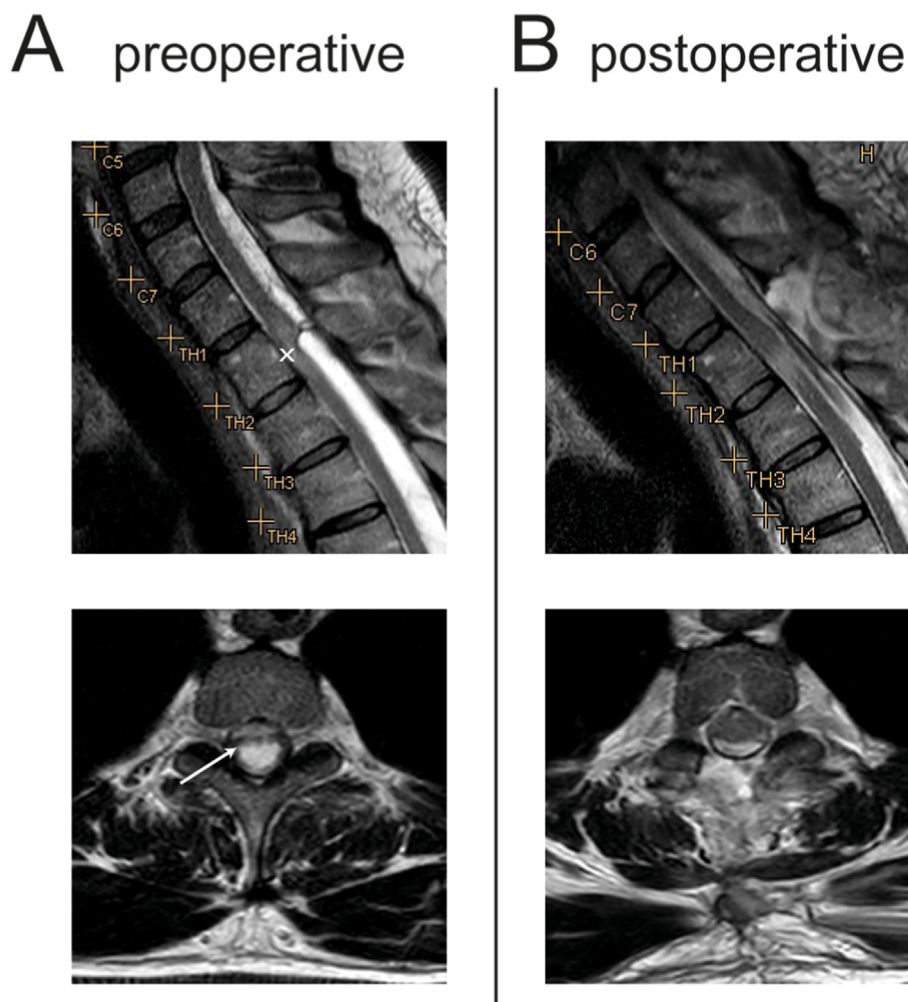 A preoperative
B postoperative
C5
C6
C7
TH1
TH2
TH3
TH4
H
C6
C7
TH1
TH2
TH3
TH4